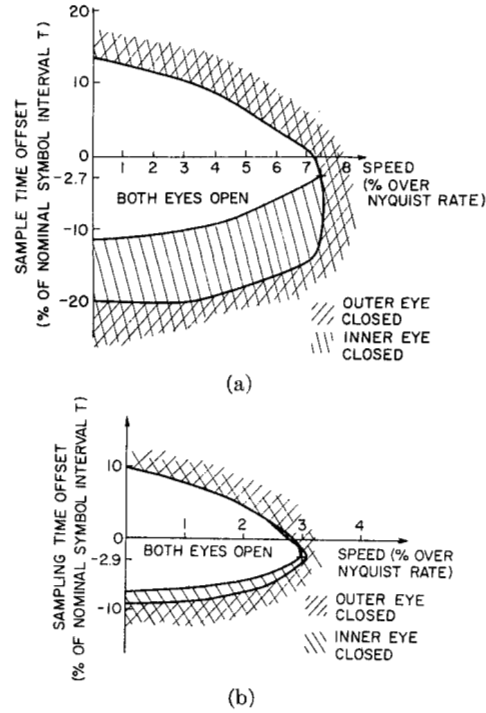 20
10
0
-2.7
-10
-20
SAMPLE TIME OFFSET
(% OF NOMINAL SYMBOL INTERVAL T)
1 2 3 4 5 6 7 8
SPEED
(% OVER
NYQUIST RATE)
BOTH EYES OPEN
OUTER EYE
CLOSED
INNER EYE
CLOSED
(a)
10
0
-2.9
-10
SAMPLING TIME OFFSET
(% OF NOMINAL SYMBOL INTERVAL T)
1 2 3 4
BOTH EYES OPEN
SPEED (% OVER
NYQUIST RATE)
OUTER EYE
CLOSED
INNER EYE
CLOSED
(b)